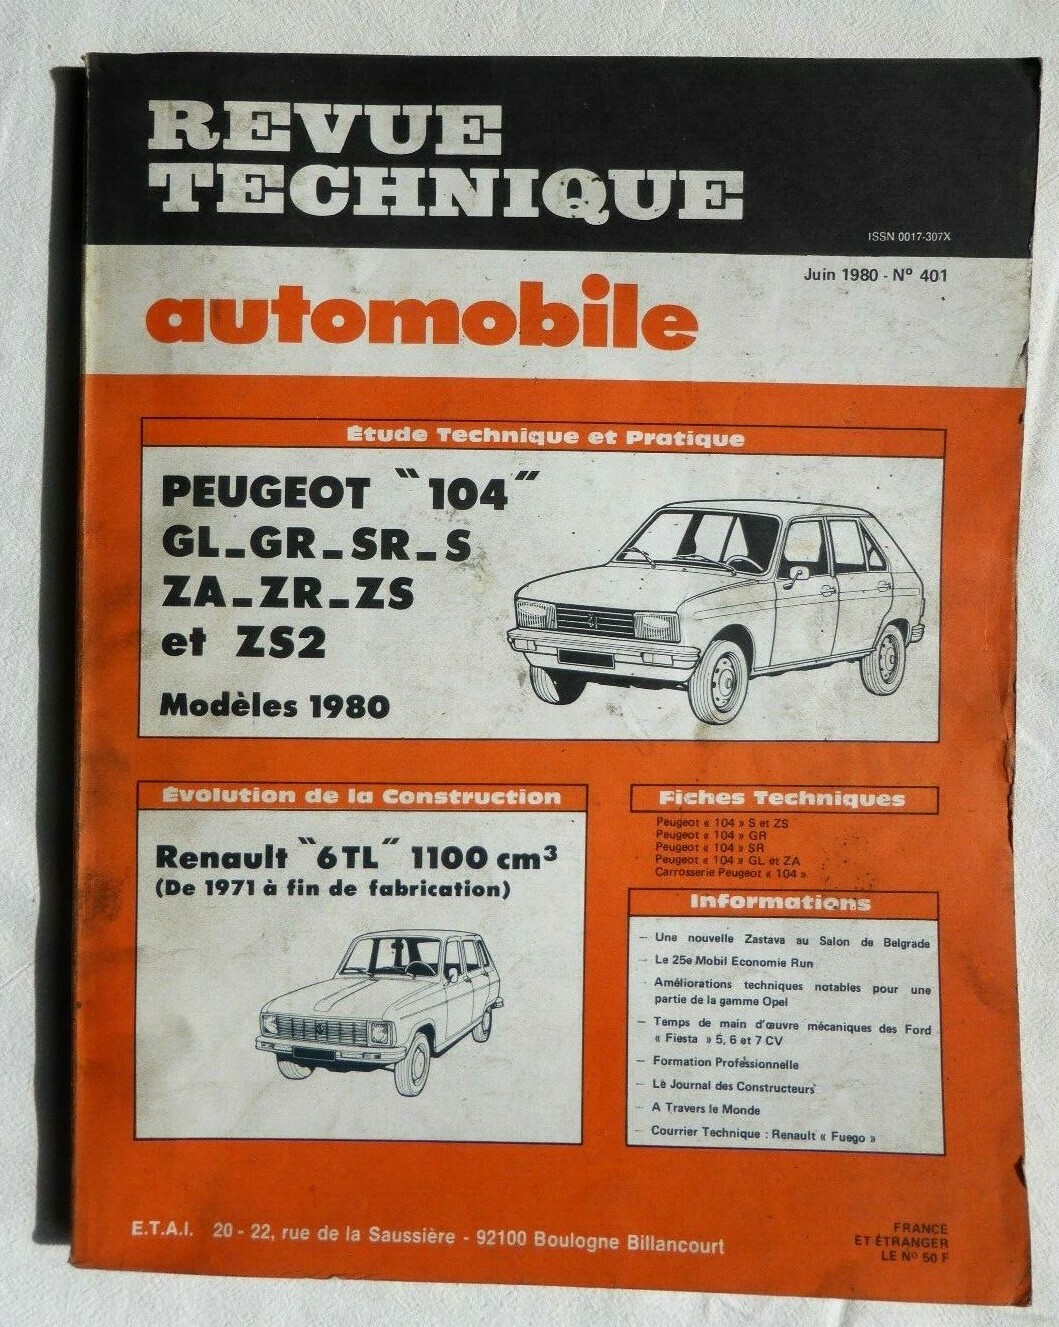 REVUE
TECHNIQUE
ISSN 0017-307X
Juin 1980 - Nº 401
automobile
Étude Technique et Pratique
PEUGEOT "104"
GL_GR_SR_S
ZA_ZR_ZS
et ZS2
Modèles 1980
Évolution de la Construction
Renault "6TL" 1100 cm³
(De 1971 à fin de fabrication)
Fiches Techniques
Peugeot « 104 » S et ZS
Peugeot « 104 » GR
Peugeot « 104 » SR
Peugeot « 104 » GL et ZA
Carrosserie Peugeot « 104 »
Informations
— Une nouvelle Zastava au Salon de Belgrade
— Le 25e Mobil Economie Run
- Améliorations techniques notables pour une
partie de la gamme Opel
— Temps de main d'œuvre mécaniques des Ford
« Fiesta » 5, 6 et 7 CV
— Formation Professionnelle
— Le Journal des Constructeurs
— A Travers le Monde
— Courrier Technique : Renault « Fuego »
E.T.A.I. 20 - 22, rue de la Saussière - 92100 Boulogne Billancourt
FRANCE
ET ÉTRANGER
LE Nº 50 F